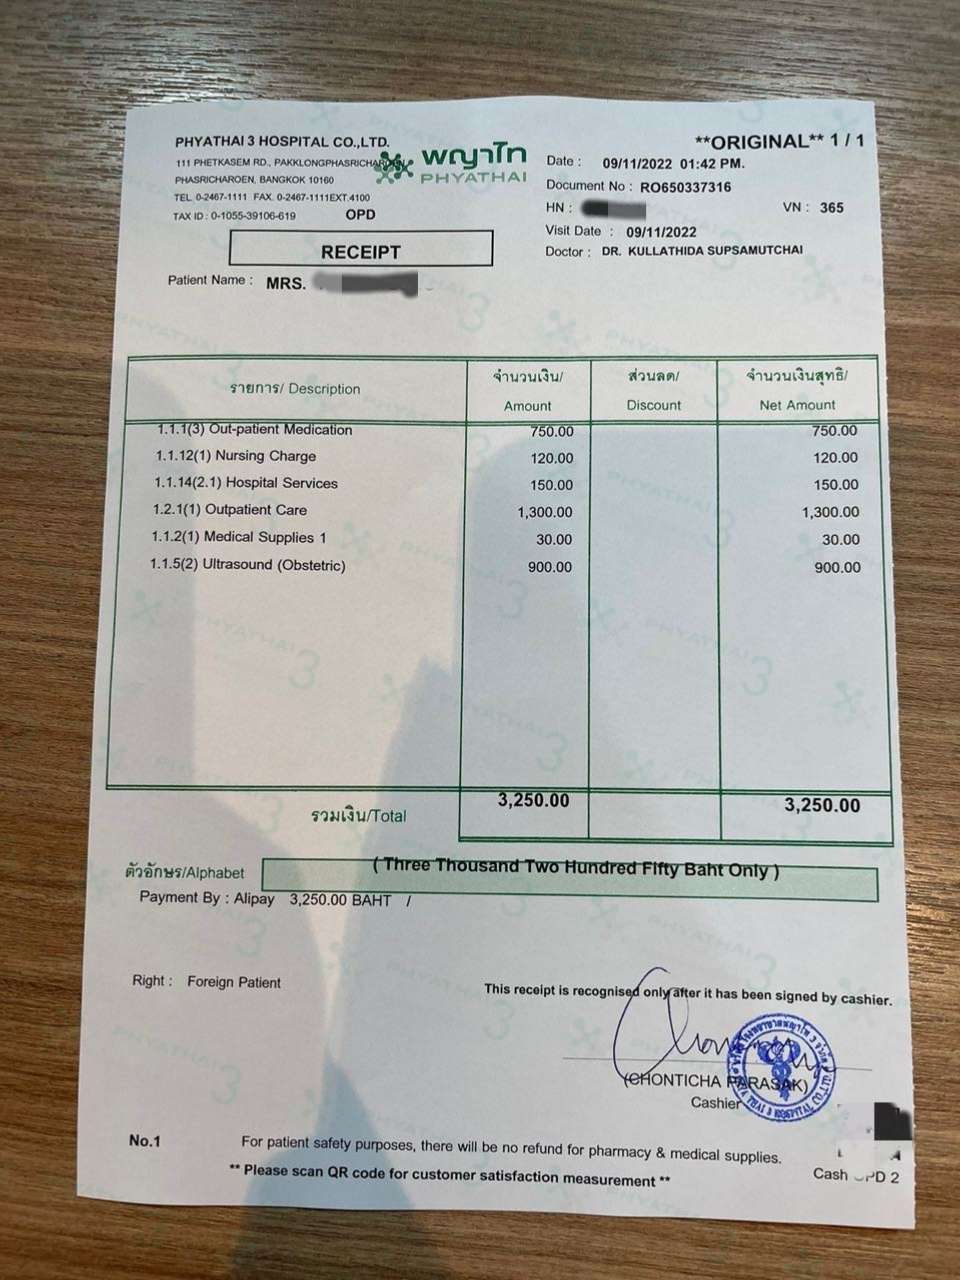 PHYATHAI 3 HOSPITAL CO.,LTD.
111 PHETKASEM RD., PAKKLONGPHASRICHAROEN,
PHASRICHAROEN, BANGKOK 10160
TEL. 0-2467-1111 FAX. 0-2467-1111EXT.4100
TAX ID : 0-1055-39106-619 OPD
พญาไท
PHYATHAI
**ORIGINAL** 1 / 1
Date : 09/11/2022 01:42 PM.
Document No : RO650337316
HN : VN : 365
Visit Date : 09/11/2022
Doctor : DR. KULLATHIDA SUPSAMUTCHAI
RECEIPT
Patient Name : MRS.
รายการ/ Description
จำนวนเงิน/
Amount
ส่วนลด/
Discount
จำนวนเงินสุทธิ/
Net Amount
1.1.1(3) Out-patient Medication 750.00 750.00
1.1.12(1) Nursing Charge 120.00 120.00
1.1.14(2.1) Hospital Services 150.00 150.00
1.2.1(1) Outpatient Care 1,300.00 1,300.00
1.1.2(1) Medical Supplies 1 30.00 30.00
1.1.5(2) Ultrasound (Obstetric) 900.00 900.00
รวมเงิน/Total 3,250.00 3,250.00
ตัวอักษร/Alphabet ( Three Thousand Two Hundred Fifty Baht Only )
Payment By : Alipay 3,250.00 BAHT /
Right : Foreign Patient
This receipt is recognised only after it has been signed by cashier.
(CHONTICHA PARASAK)
Cashier
No.1 For patient safety purposes, there will be no refund for pharmacy & medical supplies.
** Please scan QR code for customer satisfaction measurement **
Cash OPD 2